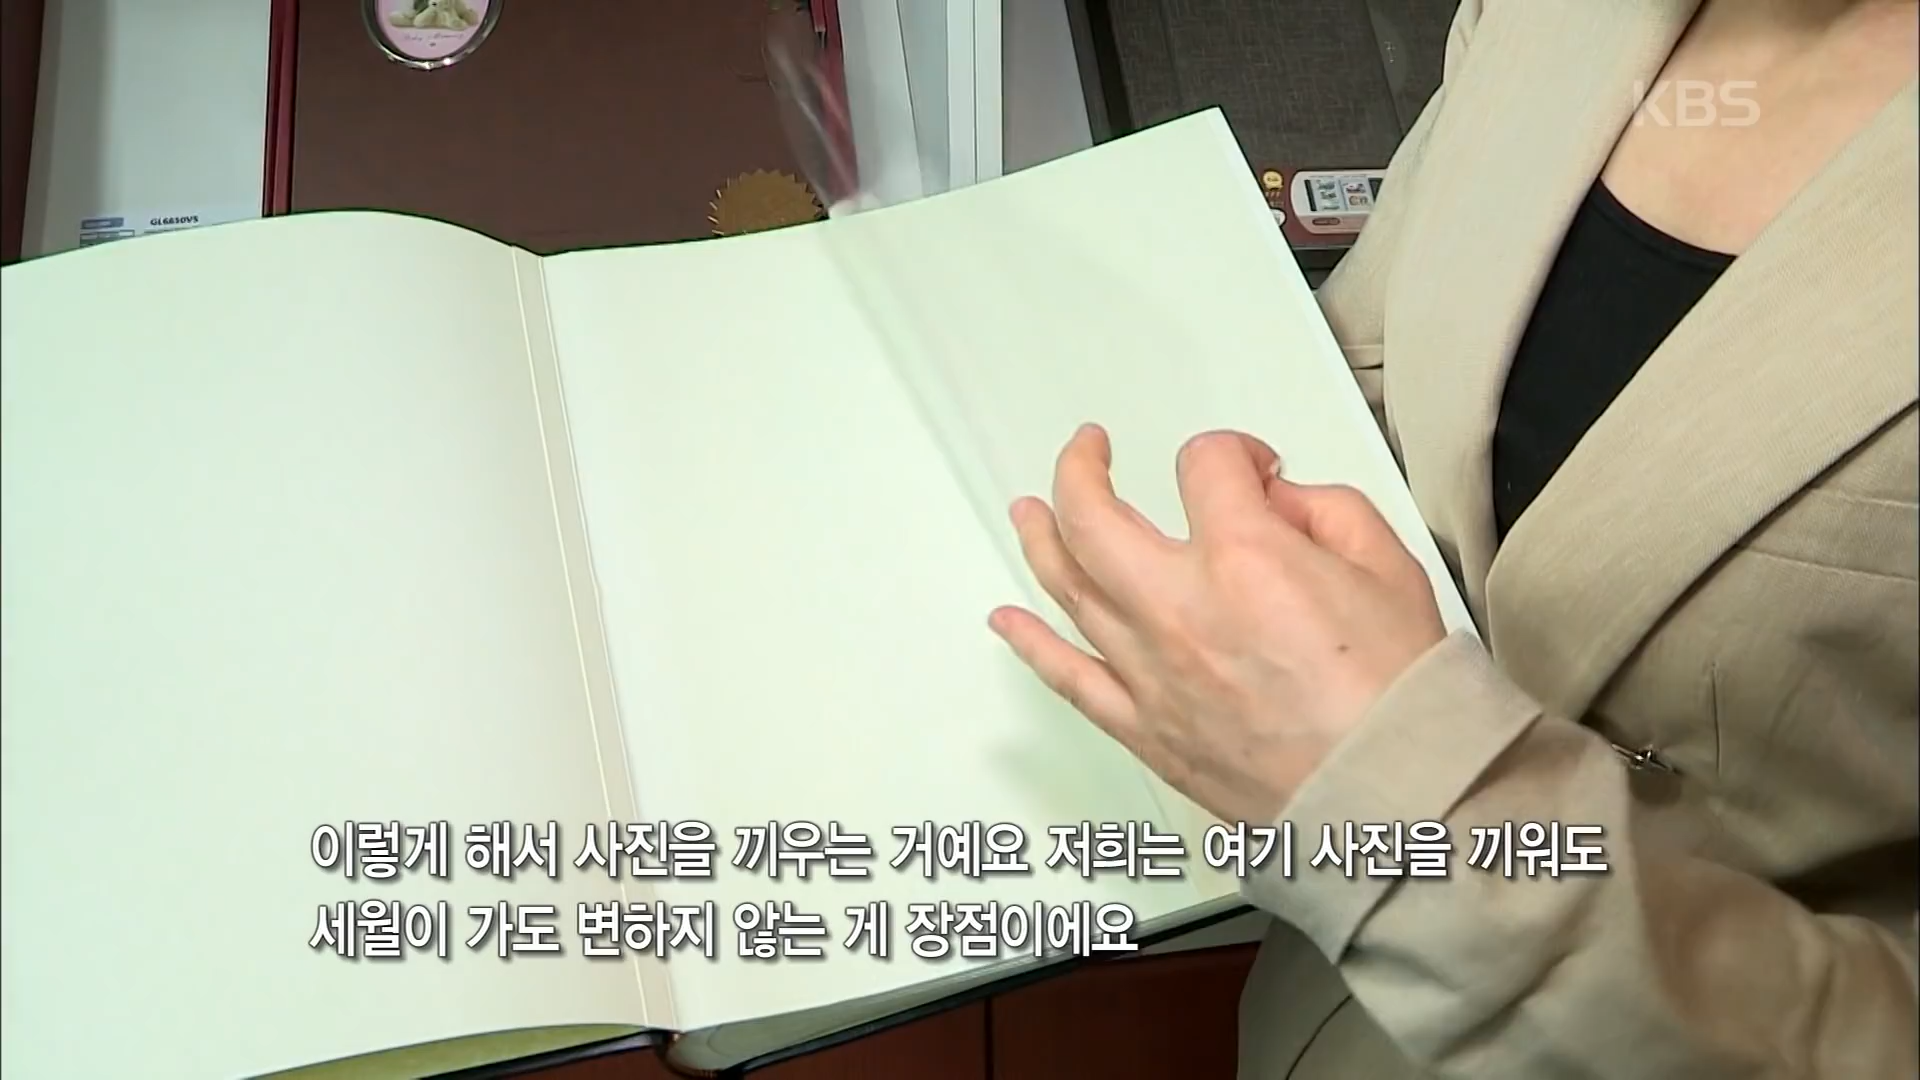 KBS
GL6650VS
이렇게 해서 사진을 끼우는 거예요 저희는 여기 사진을 끼워도
세월이 가도 변하지 않는 게 장점이에요